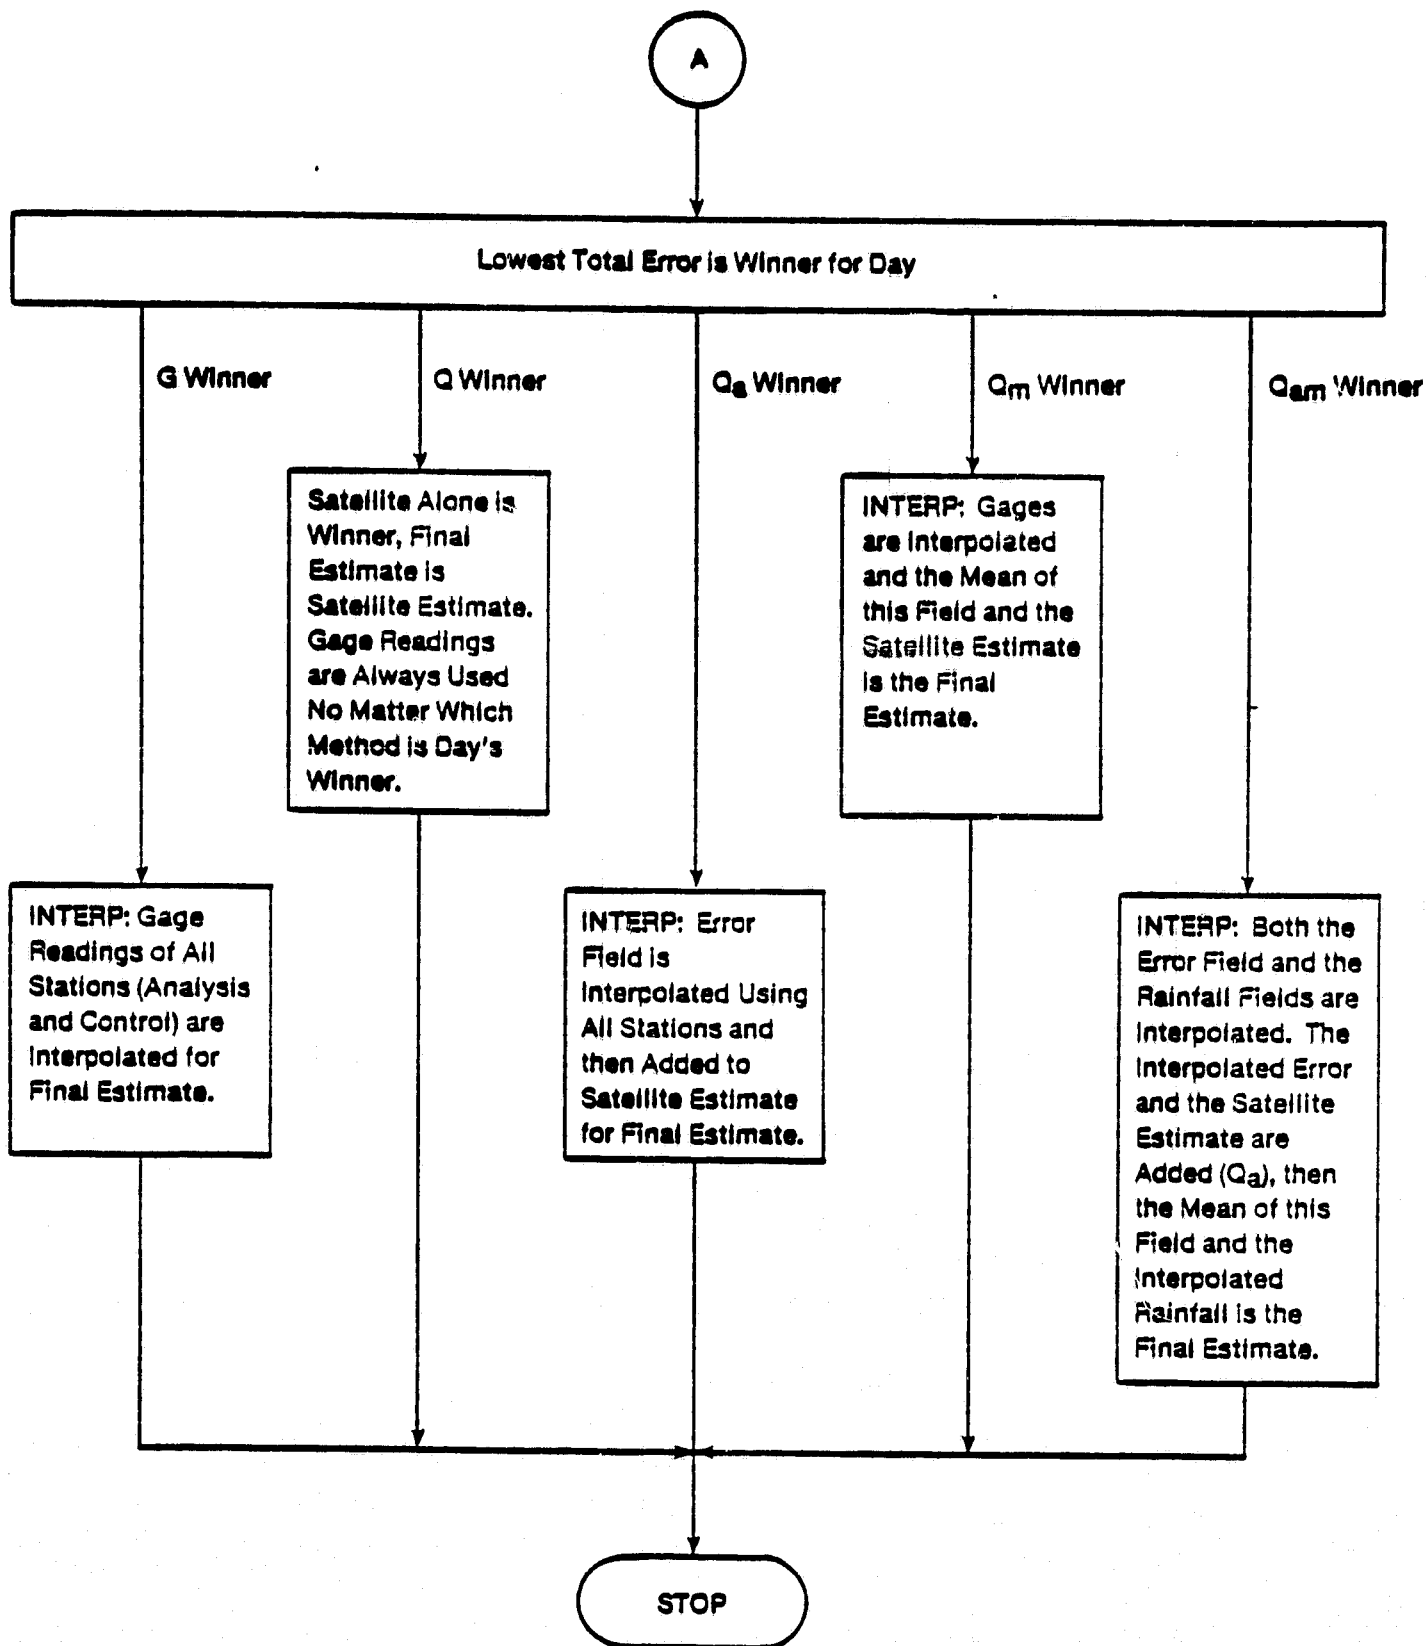 A
Lowest Total Error is Winner for Day
G Winner
Q Winner
Qa Winner
Qm Winner
Qam Winner
Satellite Alone is
Winner, Final
Estimate is
Satellite Estimate.
Gage Readings
are Always Used
No Matter Which
Method is Day's
Winner.
INTERP: Gages
are Interpolated
and the Mean of
this Field and the
Satellite Estimate
is the Final
Estimate.
INTERP: Gage
Readings of All
Stations (Analysis
and Control) are
Interpolated for
Final Estimate.
INTERP: Error
Field is
Interpolated Using
All Stations and
then Added to
Satellite Estimate
for Final Estimate.
INTERP: Both the
Error Field and the
Rainfall Fields are
Interpolated. The
Interpolated Error
and the Satellite
Estimate are
Added (Qa), then
the Mean of this
Field and the
Interpolated
Rainfall is the
Final Estimate.
STOP